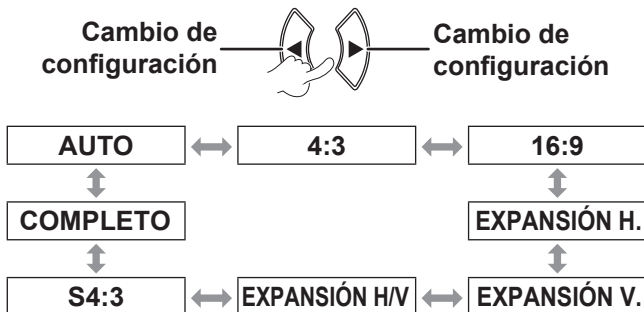 Cambio de
configuración
Cambio de
configuración
AUTO
4:3
16:9
COMPLETO
EXPANSIÓN H.
S4:3
EXPANSIÓN H/V
EXPANSIÓN V.